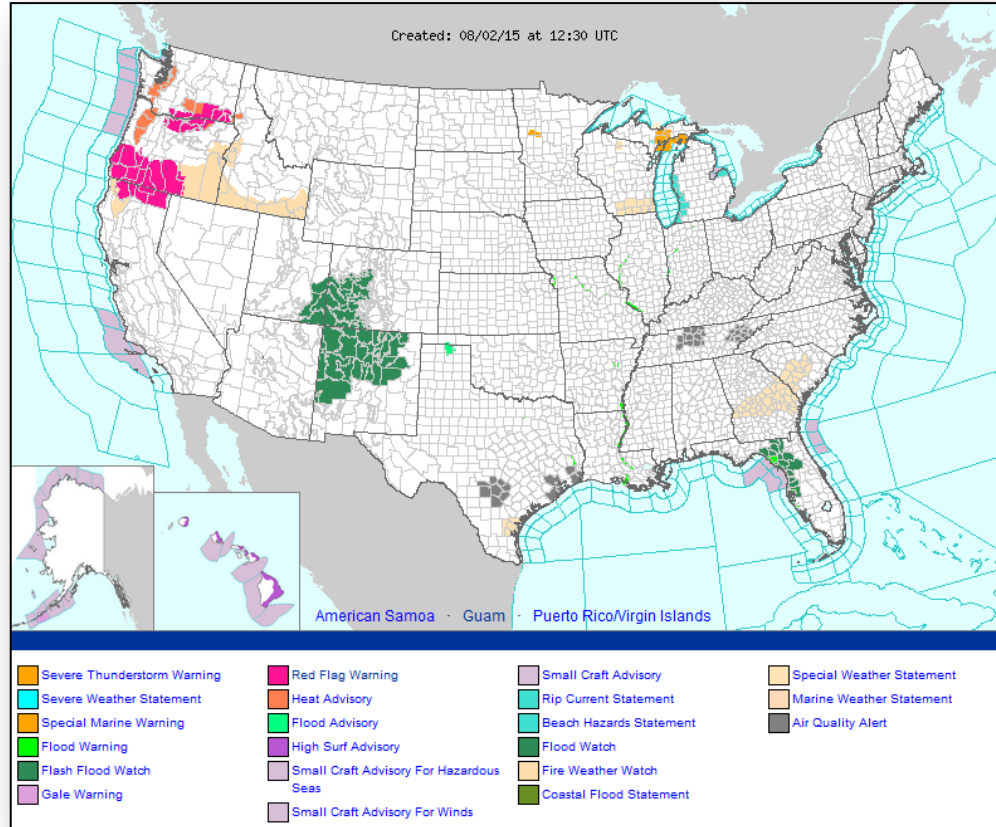 Created: 08/02/15 at 12:30 UTC
American Samoa - Guam - Puerto Rico/Virgin Islands
Severe Thunderstorm Warning
Severe Weather Statement
Special Marine Warning
Flood Warning
Flash Flood Watch
Gale Warning
Red Flag Warning
Heat Advisory
Flood Advisory
High Surf Advisory
Small Craft Advisory For Hazardous
Seas
Small Craft Advisory For Winds
Small Craft Advisory
Rip Current Statement
Beach Hazards Statement
Flood Watch
Fire Weather Watch
Coastal Flood Statement
Special Weather Statement
Marine Weather Statement
Air Quality Alert